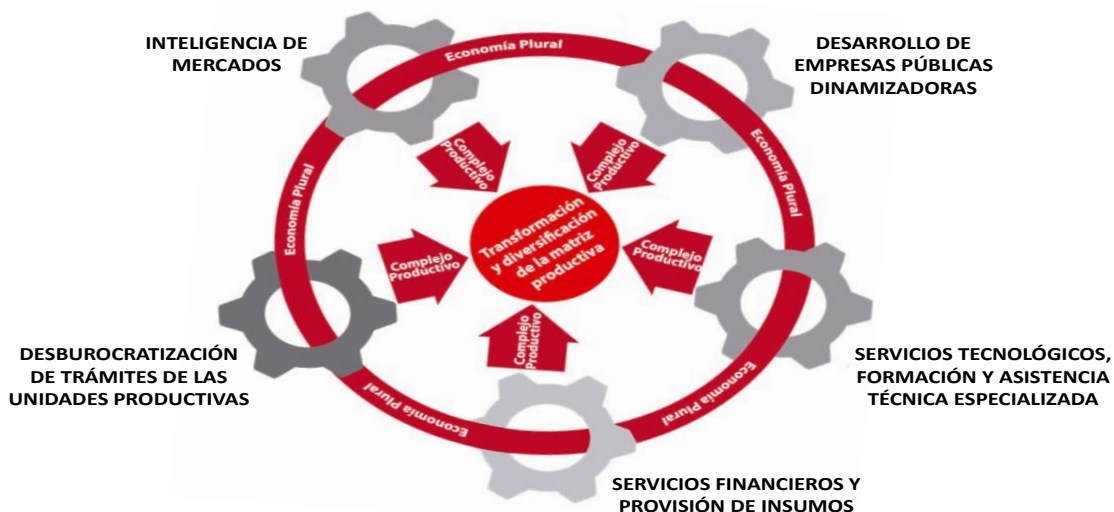 INTELIGENCIA DE
MERCADOS
Economía Plural
DESARROLLO DE
EMPRESAS PÚBLICAS
DINAMIZADORAS
Economía Plural
Economía Plural
Complejo
Productivo
Complejo
Productivo
Transformación
y diversificación
de la matriz
productiva
Complejo
Productivo
Complejo
Productivo
Complejo
Productivo
DESBUROCRATIZACIÓN
DE TRÁMITES DE LAS
UNIDADES PRODUCTIVAS
SERVICIOS TECNOLÓGICOS,
FORMACIÓN Y ASISTENCIA
TÉCNICA ESPECIALIZADA
Economía Plural
Economía Plural
SERVICIOS FINANCIEROS Y
PROVISIÓN DE INSUMOS